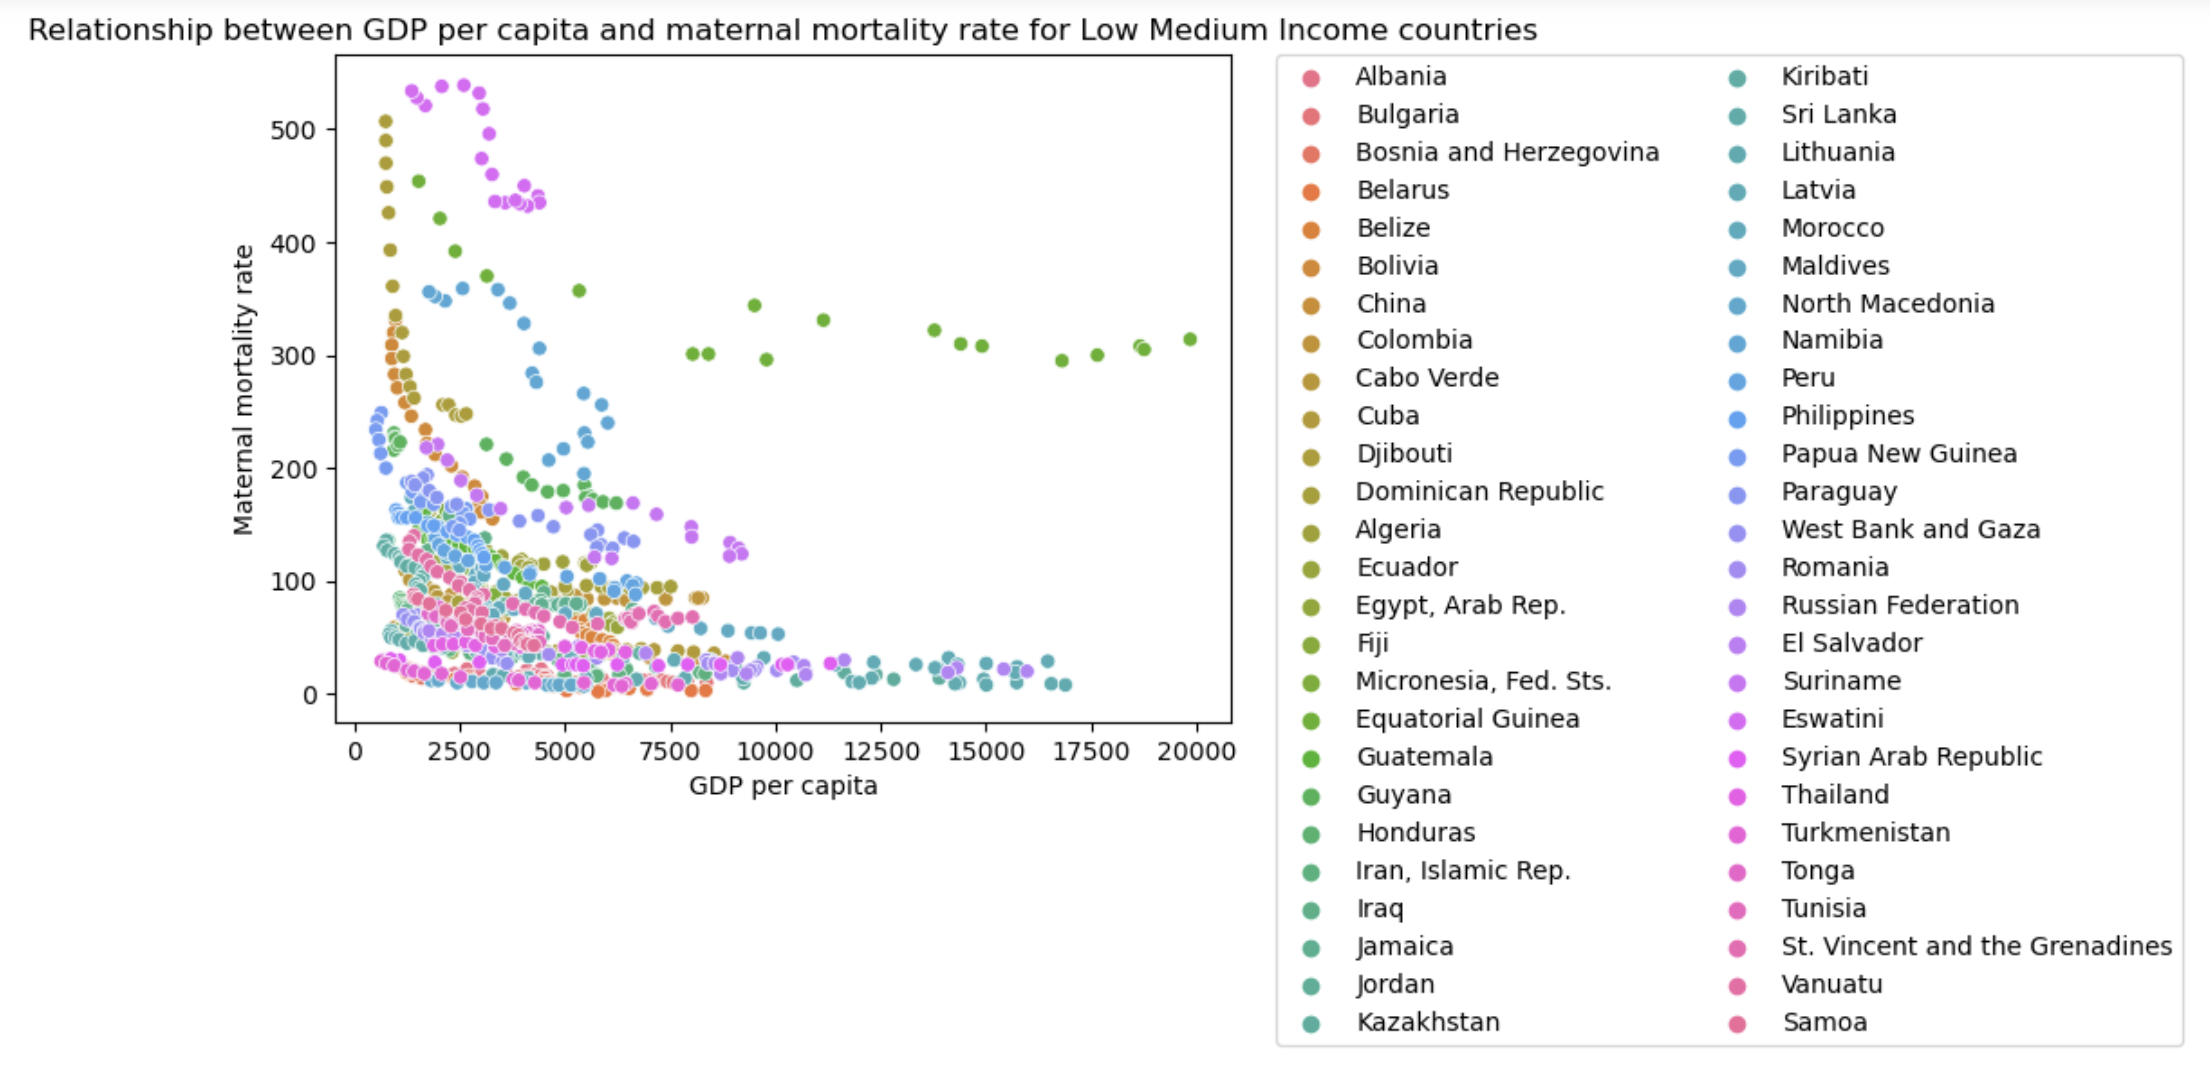 Relationship between GDP per capita and maternal mortality rate for Low Medium Income countries
500
400
300
200
100
0
Maternal mortality rate
0 2500 5000 7500 10000 12500 15000 17500 20000
GDP per capita
Albania
Bulgaria
Bosnia and Herzegovina
Belarus
Belize
Bolivia
China
Colombia
Cabo Verde
Cuba
Djibouti
Dominican Republic
Algeria
Ecuador
Egypt, Arab Rep.
Fiji
Micronesia, Fed. Sts.
Equatorial Guinea
Guatemala
Guyana
Honduras
Iran, Islamic Rep.
Iraq
Jamaica
Jordan
Kazakhstan
Kiribati
Sri Lanka
Lithuania
Latvia
Morocco
Maldives
North Macedonia
Namibia
Peru
Philippines
Papua New Guinea
Paraguay
West Bank and Gaza
Romania
Russian Federation
El Salvador
Suriname
Eswatini
Syrian Arab Republic
Thailand
Turkmenistan
Tonga
Tunisia
St. Vincent and the Grenadines
Vanuatu
Samoa